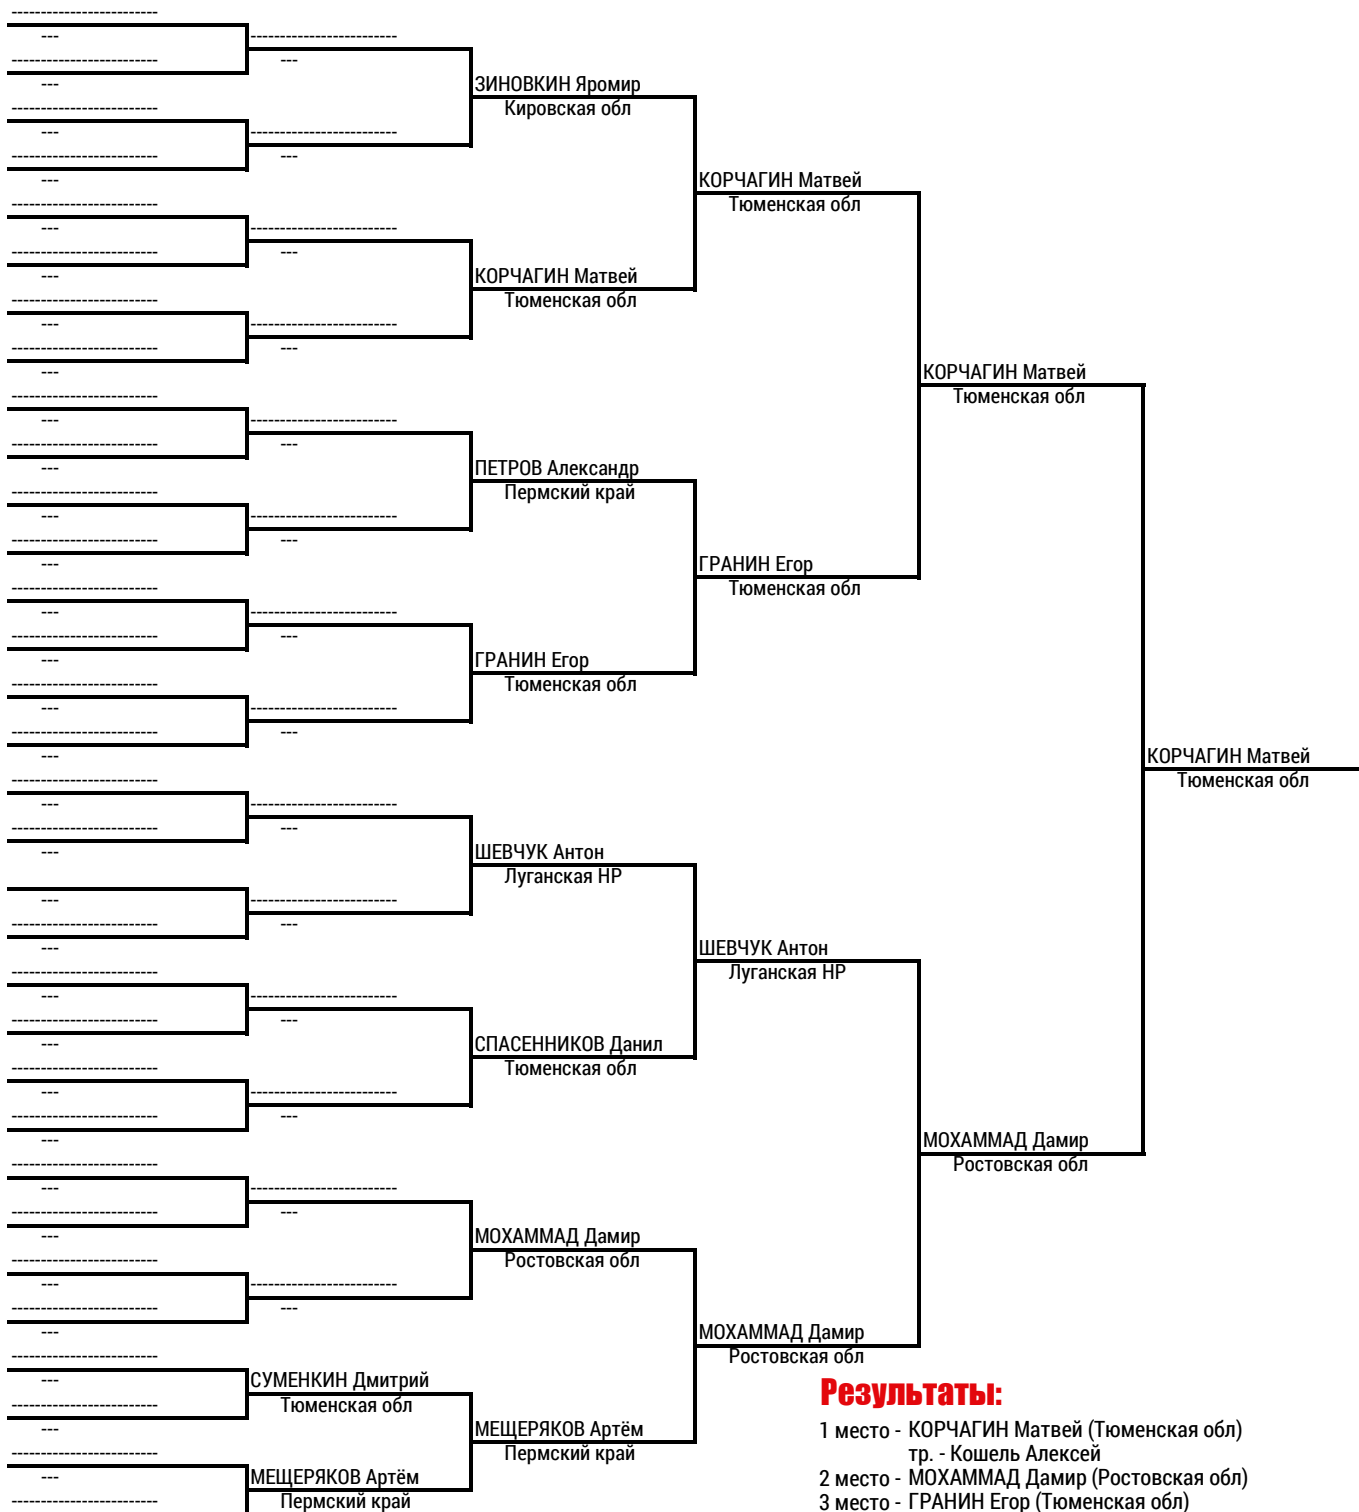 ЗИНОВКИН Яромир
Кировская обл
КОРЧАГИН Матвей
Тюменская обл
КОРЧАГИН Матвей
Тюменская обл
КОРЧАГИН Матвей
Тюменская обл
ПЕТРОВ Александр
Пермский край
ГРАНИН Егор
Тюменская обл
ГРАНИН Егор
Тюменская обл
КОРЧАГИН Матвей
Тюменская обл
ШЕВЧУК Антон
Луганская НР
ШЕВЧУК Антон
Луганская НР
СПАСЕННИКОВ Данил
Тюменская обл
МОХАММАД Дамир
Ростовская обл
МОХАММАД Дамир
Ростовская обл
МОХАММАД Дамир
Ростовская обл
СУМЕНКИН Дмитрий
Тюменская обл
МЕЩЕРЯКОВ Артём
Пермский край
МЕЩЕРЯКОВ Артём
Пермский край
Результаты:
1 место - КОРЧАГИН Матвей (Тюменская обл)
тр. - Кошель Алексей
2 место - МОХАММАД Дамир (Ростовская обл)
3 место - ГРАНИН Егор (Тюменская обл)